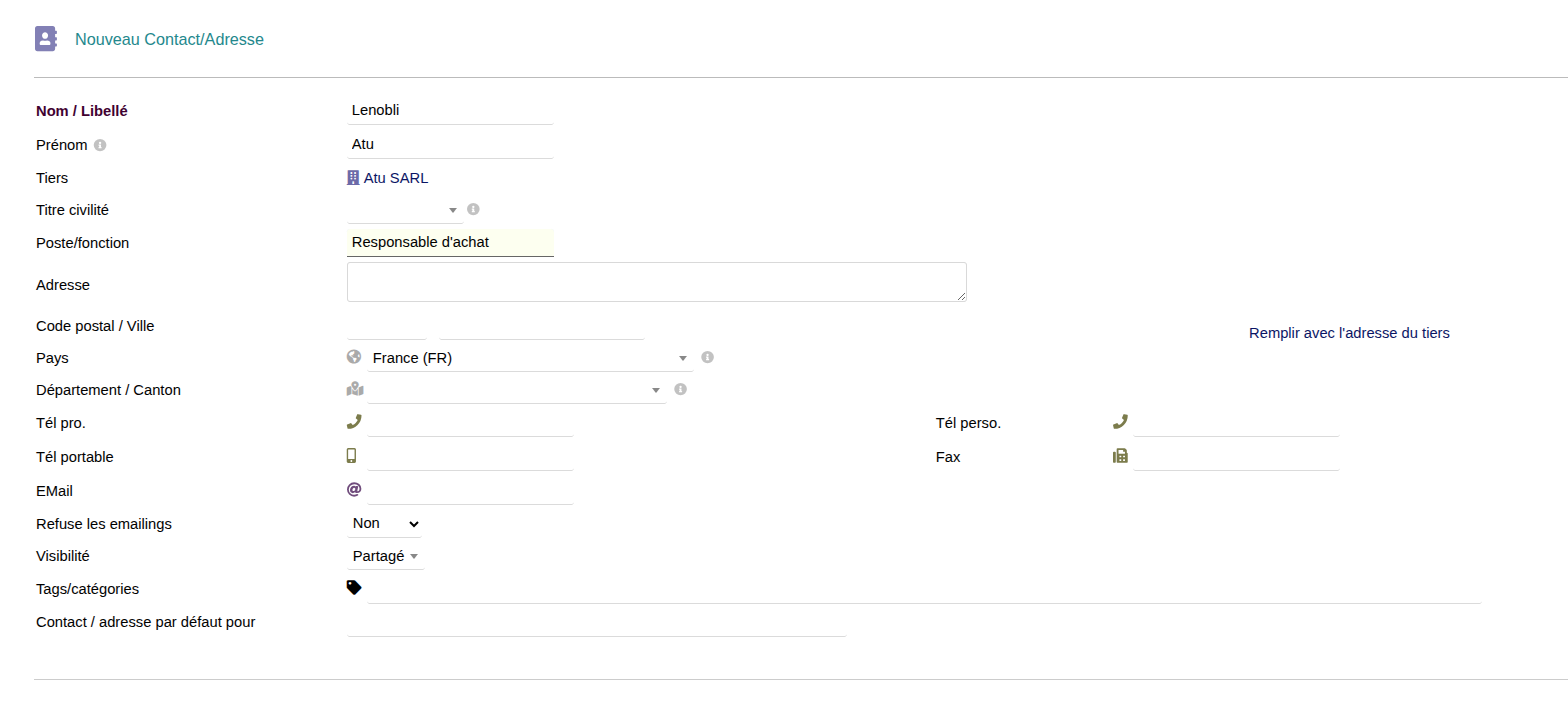 Nouveau Contact/Adresse
Nom / Libellé Lenobli
Prénom Atu
Tiers Atu SARL
Titre civilité
Poste/fonction Responsable d'achat
Adresse
Code postal / Ville Remplir avec l'adresse du tiers
Pays France (FR)
Département / Canton
Tél pro. Tél perso.
Tél portable Fax
EMail
Refuse les emailings Non
Visibilité Partagé
Tags/catégories
Contact / adresse par défaut pour